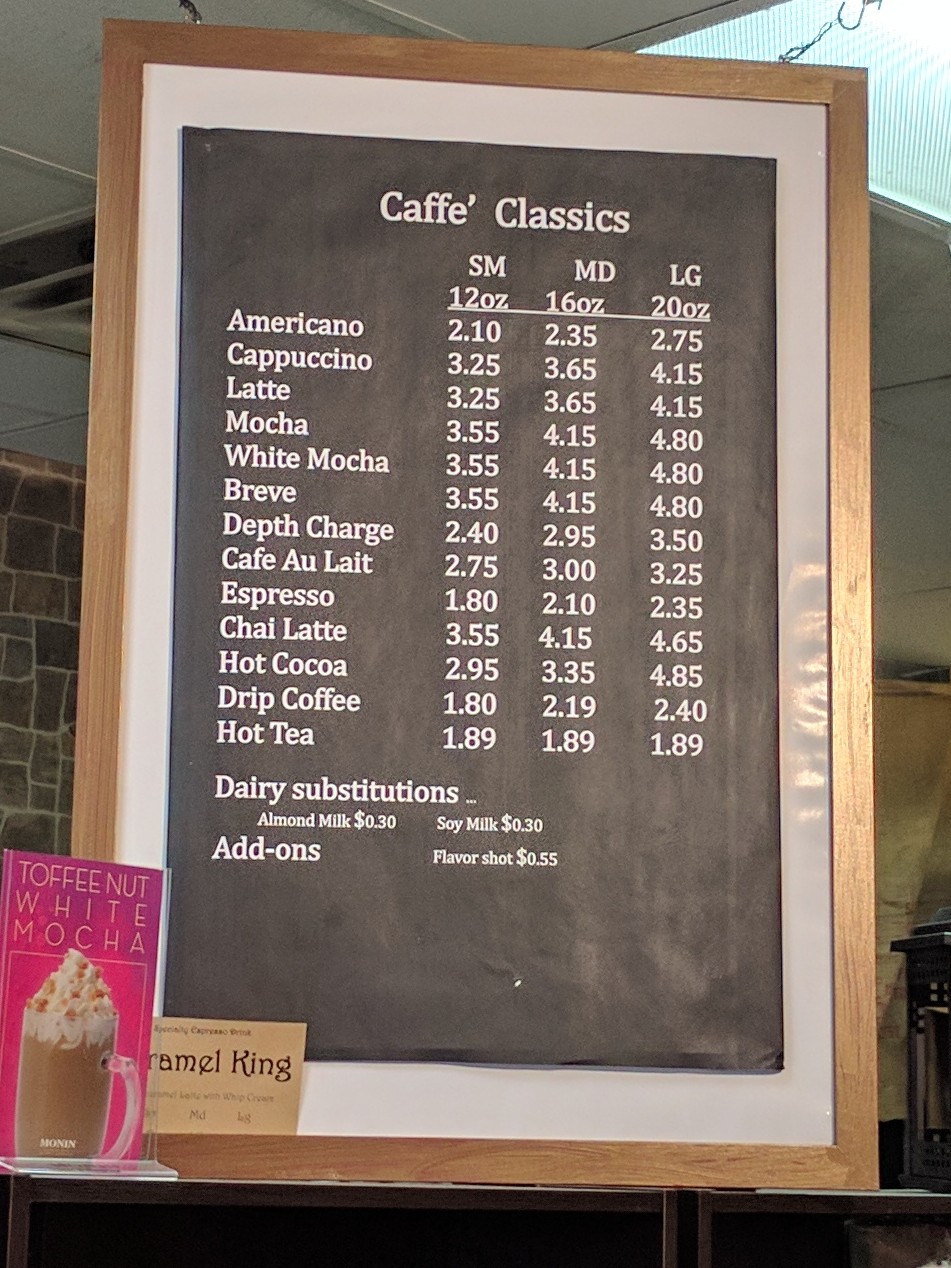 Caffe' Classics
SM MD LG
12oz 16oz 20oz
Americano 2.10 2.35 2.75
Cappuccino 3.25 3.65 4.15
Latte 3.25 3.65 4.15
Mocha 3.55 4.15 4.80
White Mocha 3.55 4.15 4.80
Breve 3.55 4.15 4.80
Depth Charge 2.40 2.95 3.50
Cafe Au Lait 2.75 3.00 3.25
Espresso 1.80 2.10 2.35
Chai Latte 3.55 4.15 4.65
Hot Cocoa 2.95 3.35 4.85
Drip Coffee 1.80 2.19 2.40
Hot Tea 1.89 1.89 1.89
Dairy substitutions ...
Almond Milk $0.30 Soy Milk $0.30
Add-ons Flavor shot $0.55
TOFFEE NUT
WHITE
MOCHA
MONIN
Specialty Espresso Drink
ramel King
Latte with Whip Cream
Md Lg